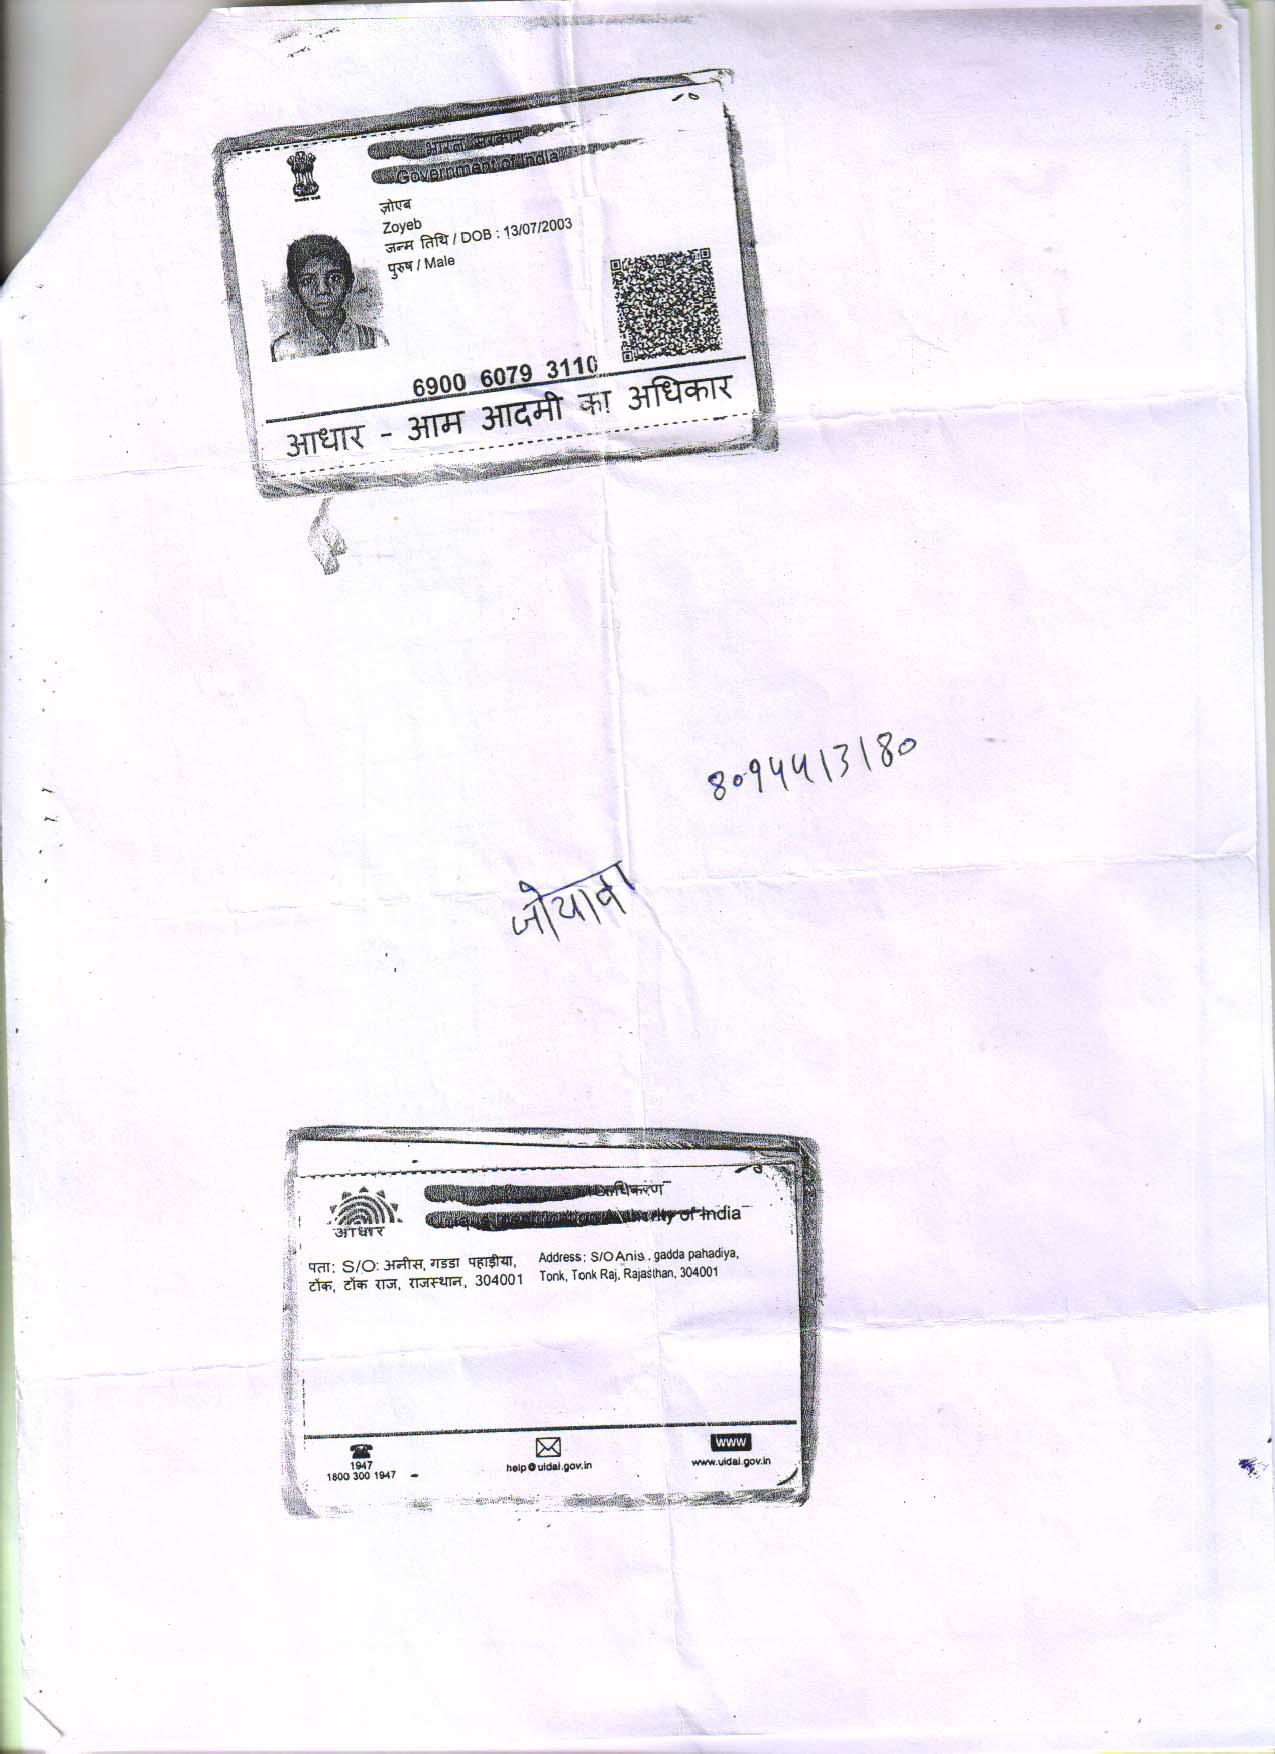 भारत सरकार
Government of India
ज़ोएब
Zoyeb
जन्म तिथि / DOB : 13/07/2003
पुरुष / Male
6900 6079 3110
आधार - आम आदमी का अधिकार
8094413180
जोयाब
आधार
प्राधिकरण
Authority of India
पता: S/O: अनीस, गडडा पहाड़ीया,
टोंक, टोंक राज, राजस्थान, 304001
Address: S/O Anis, gadda pahadiya,
Tonk, Tonk Raj, Rajasthan, 304001
1947
1800 300 1947
help@uidai.gov.in
WWW
www.uidai.gov.in